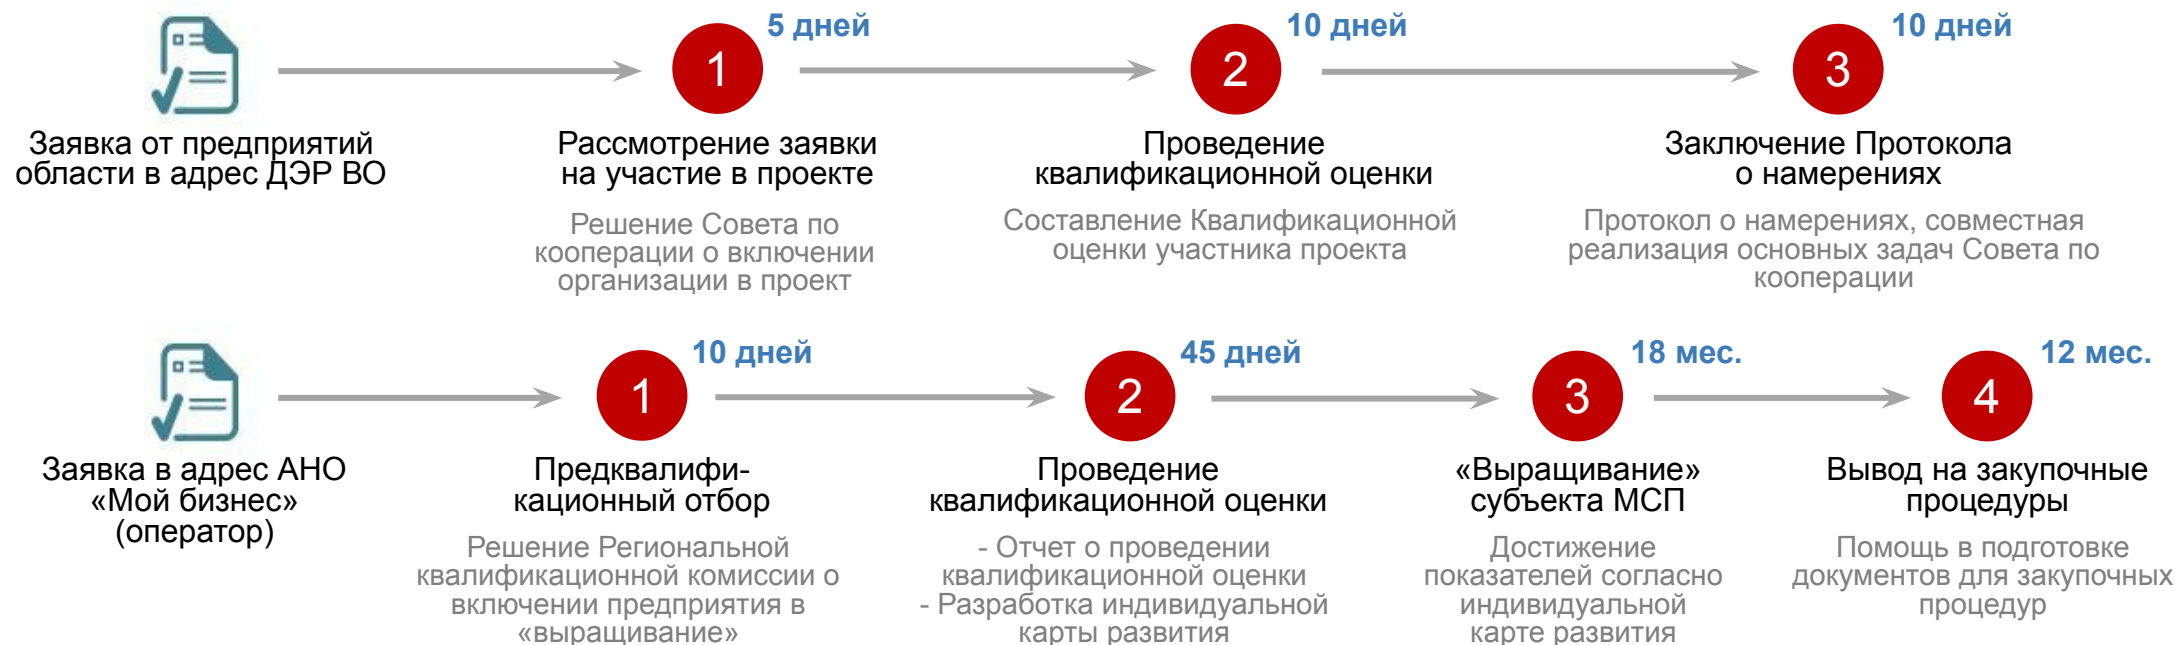 5 дней
10 дней
10 дней
1
2
3
Заявка от предприятий
области в адрес ДЭР ВО
Рассмотрение заявки
на участие в проекте
Решение Совета по
кооперации о включении
организации в проект
Проведение
квалификационной оценки
Составление Квалификационной
оценки участника проекта
Заключение Протокола
о намерениях
Протокол о намерениях, совместная
реализация основных задач Совета по
кооперации
10 дней
45 дней
18 мес.
12 мес.
1
2
3
4
Заявка в адрес АНО
«Мой бизнес»
(оператор)
Предквалифи-
кационный отбор
Решение Региональной
квалификационной комиссии о
включении предприятия в
«выращивание»
Проведение
квалификационной оценки
- Отчет о проведении
квалификационной оценки
- Разработка индивидуальной
карты развития
«Выращивание»
субъекта МСП
Достижение
показателей согласно
индивидуальной
карте развития
Вывод на закупочные
процедуры
Помощь в подготовке
документов для закупочных
процедур